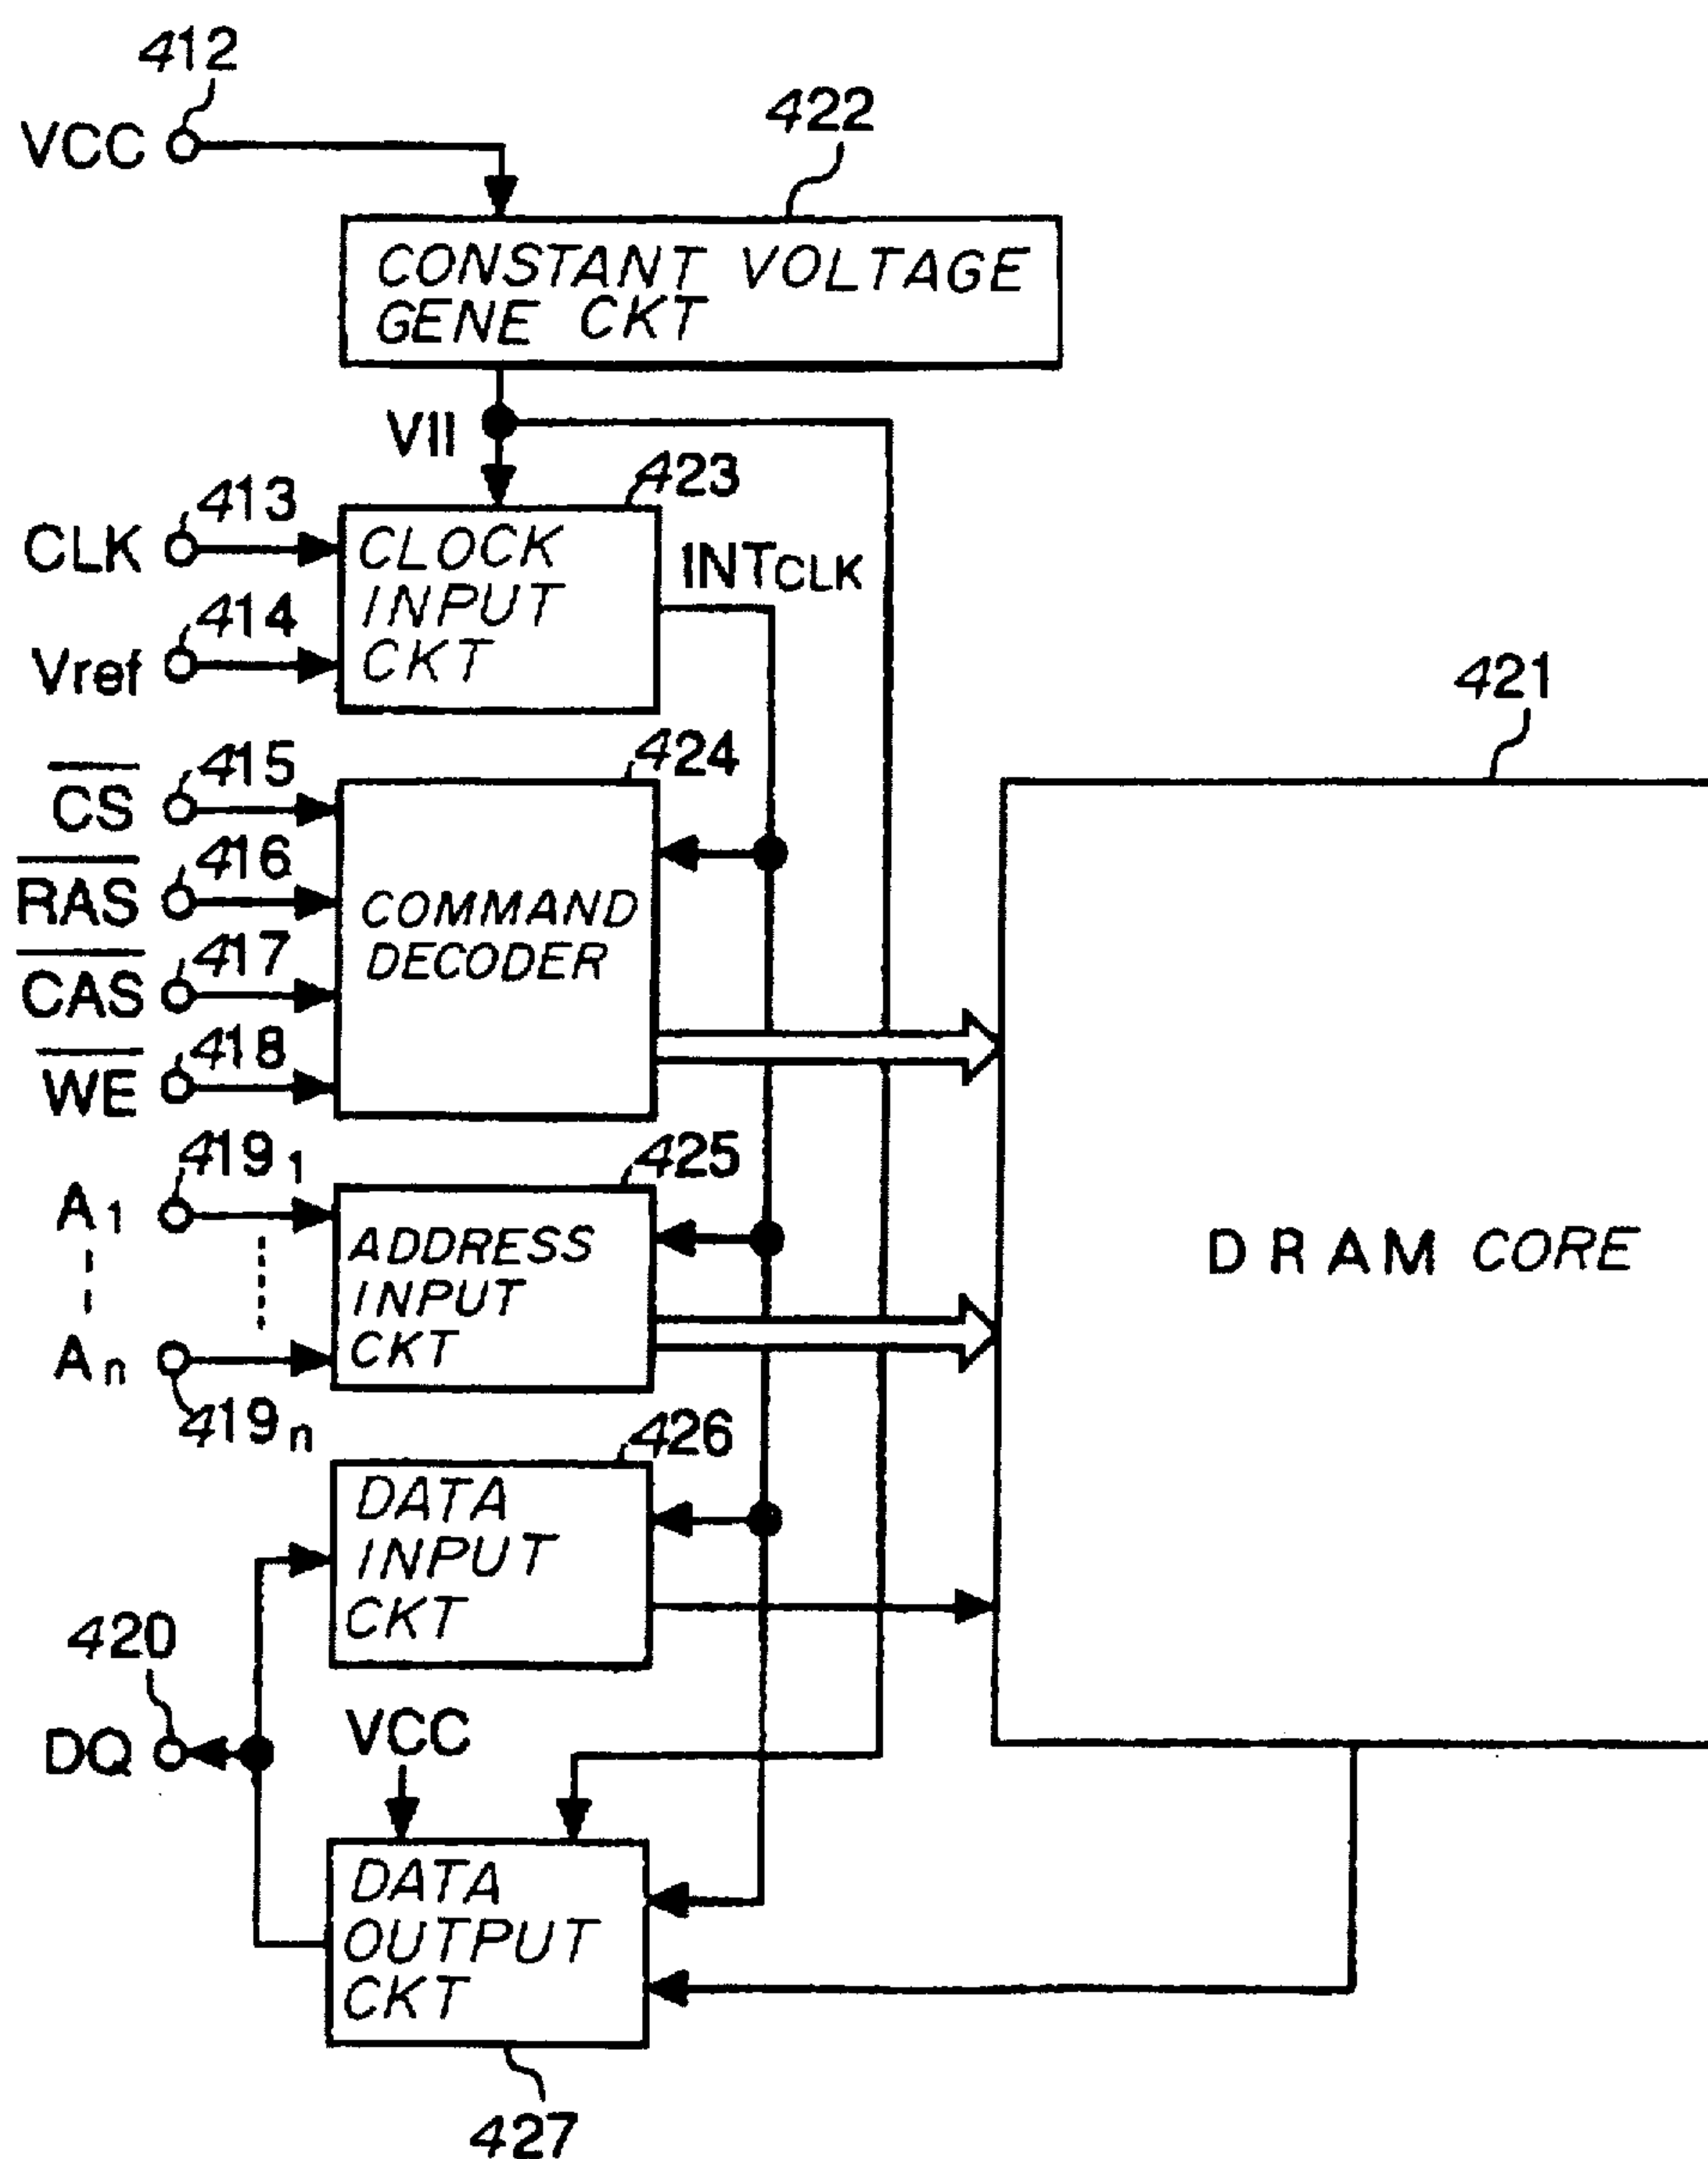 412
VCC
422
CONSTANT VOLTAGE
GENE CKT
VII
423
413
CLK
CLOCK
INPUT
CKT
INTCLK
414
Vref
421
424
415
CS
416
RAS
COMMAND
DECODER
417
CAS
418
WE
419 1
425
A 1
ADDRESS
INPUT
CKT
DRAM CORE
A n
419 n
426
DATA
INPUT
CKT
420
DQ
VCC
DATA
OUTPUT
CKT
427